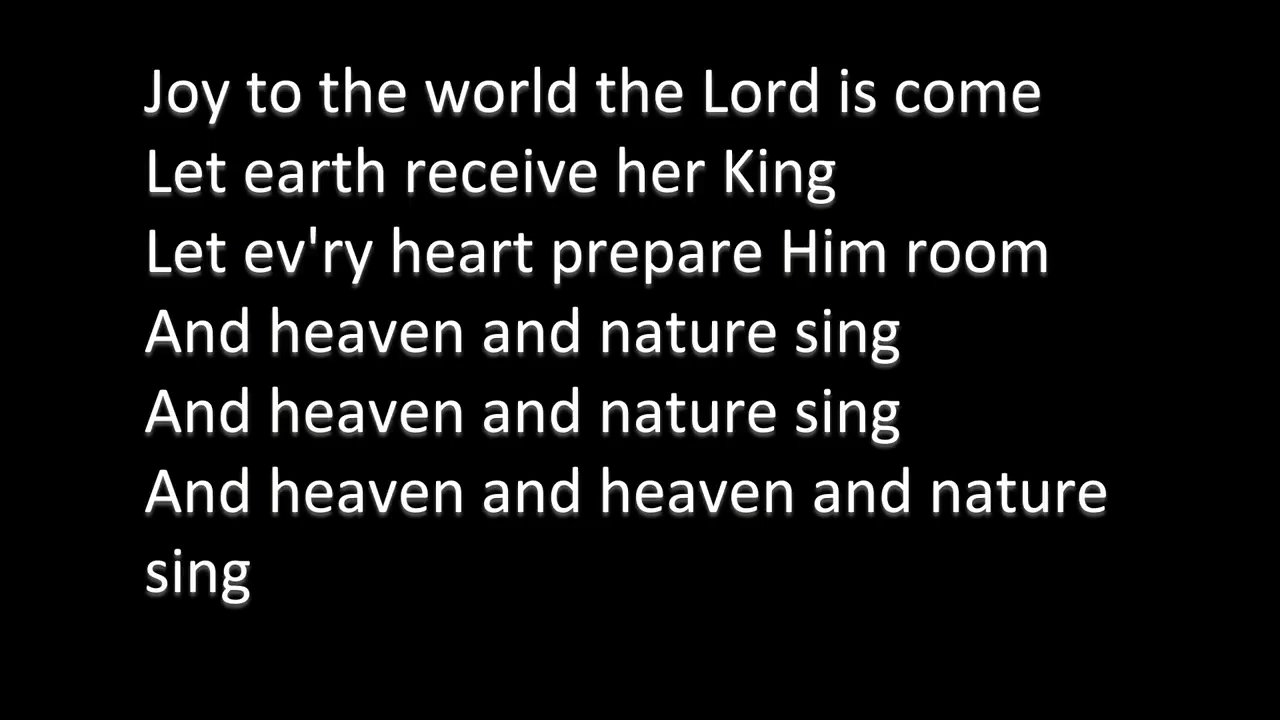 Joy to the world the Lord is come
Let earth receive her King
Let ev'ry heart prepare Him room
And heaven and nature sing
And heaven and nature sing
And heaven and heaven and nature
sing